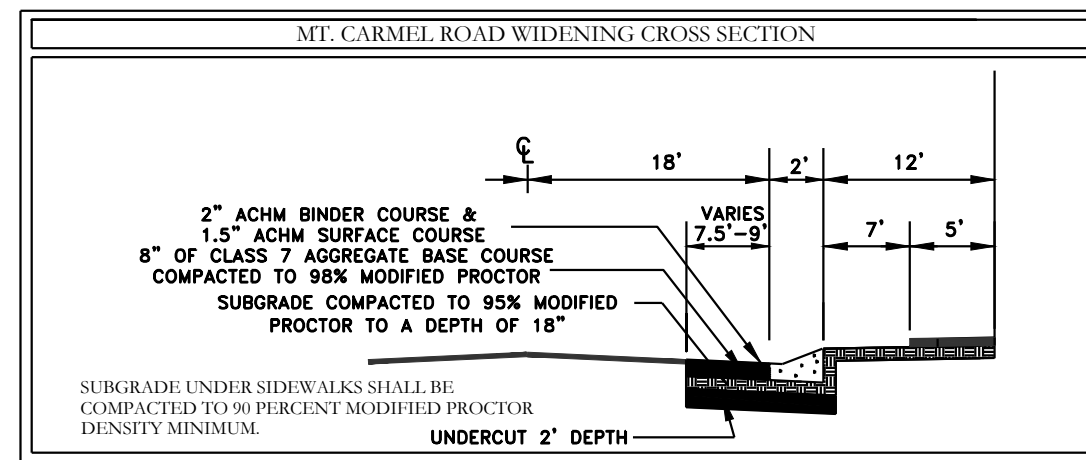 MT. CARMEL ROAD WIDENING CROSS SECTION
℄
18'
2'
12'
2" ACHM BINDER COURSE &
1.5" ACHM SURFACE COURSE
8" OF CLASS 7 AGGREGATE BASE COURSE
COMPACTED TO 98% MODIFIED PROCTOR
SUBGRADE COMPACTED TO 95% MODIFIED
PROCTOR TO A DEPTH OF 18"
VARIES
7.5'-9'
7'
5'
SUBGRADE UNDER SIDEWALKS SHALL BE
COMPACTED TO 90 PERCENT MODIFIED PROCTOR
DENSITY MINIMUM.
UNDERCUT 2' DEPTH